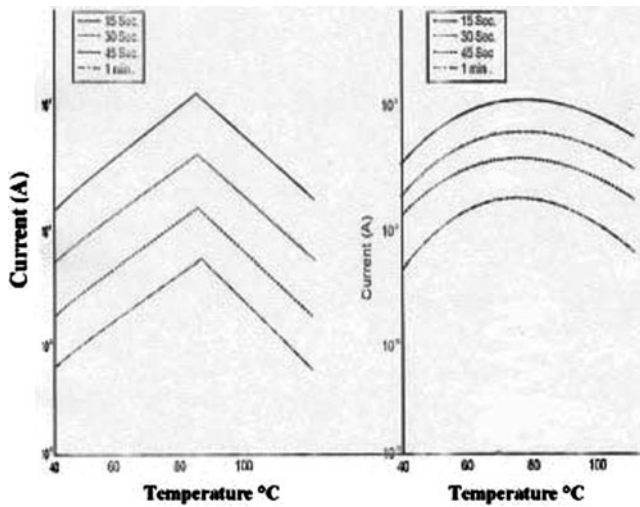 15 Sec.
30 Sec.
45 Sec
1 min.
Current (A)
40
60
80
100
Temperature °C
15 Sec.
30 Sec.
45 Sec
1 min.
Current (A)
40
60
80
100
Temperature °C